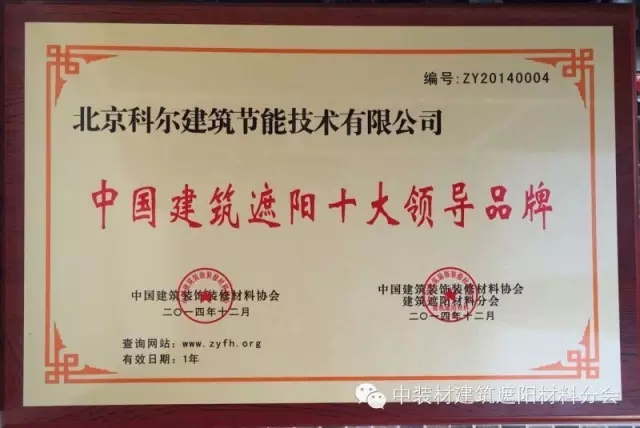 编号:ZY20140004
北京科尔建筑节能技术有限公司
中国建筑遮阳十大领导品牌
中国建筑装饰装修材料协会
二〇一四年十二月
中国建筑装饰装修材料协会
建筑遮阳材料分会
二〇一四年十二月
查询网站：www.zyfh.org
有效日期：1年
中装材建筑遮阳材料分会